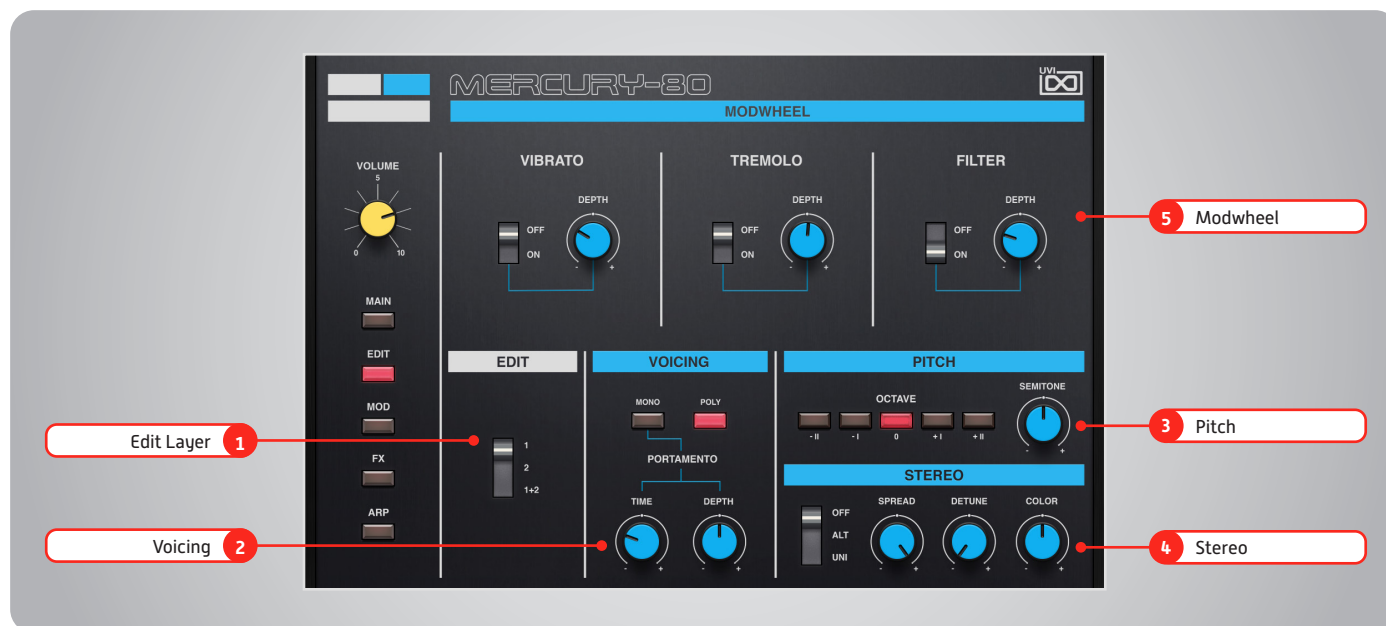 MERCURY-80
UVI
MODWHEEL
VOLUME
5
0 10
VIBRATO
DEPTH
OFF
ON
- +
TREMOLO
DEPTH
OFF
ON
- +
FILTER
DEPTH
OFF
ON
- +
5 Modwheel
MAIN
EDIT
MOD
FX
ARP
EDIT
1
2
1+2
Edit Layer 1
VOICING
MONO POLY
PORTAMENTO
TIME DEPTH
- + - +
Voicing 2
PITCH
OCTAVE
- II - I 0 + I + II
SEMITONE
- +
3 Pitch
STEREO
OFF
ALT
UNI
SPREAD DETUNE COLOR
- + - + - +
4 Stereo